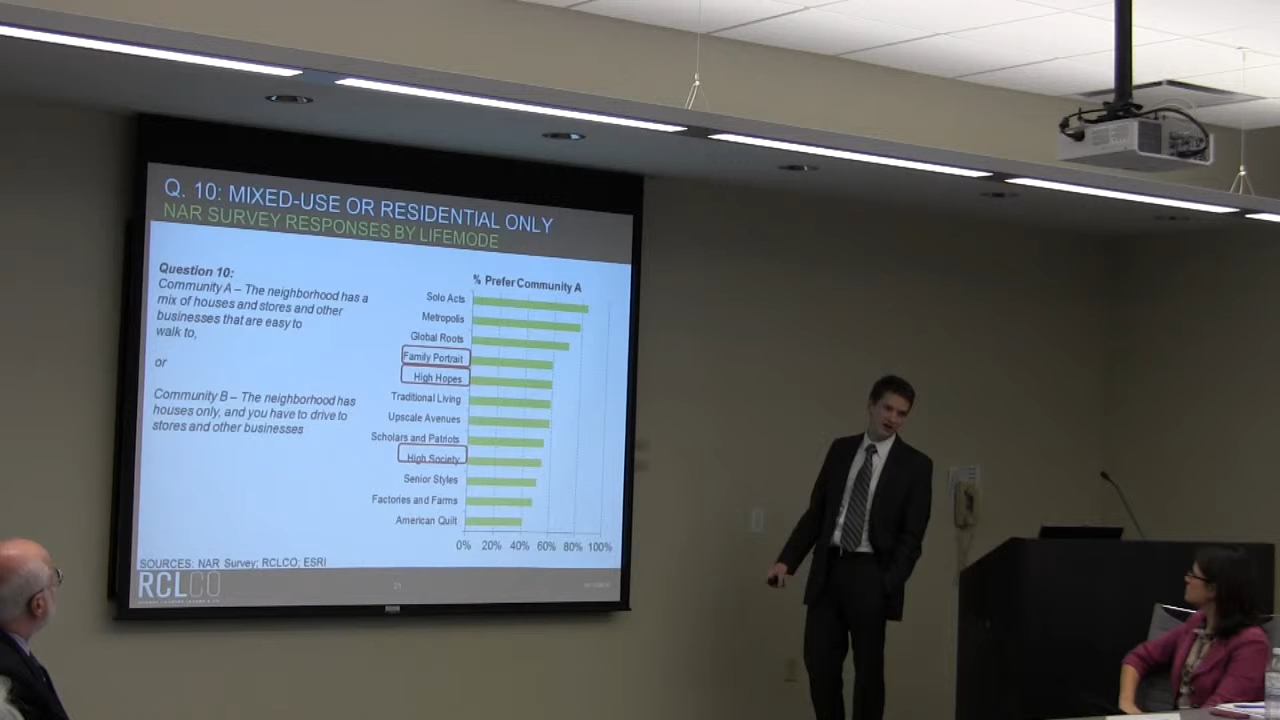 Q. 10: MIXED-USE OR RESIDENTIAL ONLY
NAR SURVEY RESPONSES BY LIFEMODE
Question 10:
Community A – The neighborhood has a
mix of houses and stores and other
businesses that are easy to
walk to,
or
Community B – The neighborhood has
houses only, and you have to drive to
stores and other businesses
% Prefer Community A
Solo Acts
Metropolis
Global Roots
Family Portrait
High Hopes
Traditional Living
Upscale Avenues
Scholars and Patriots
High Society
Senior Styles
Factories and Farms
American Quilt
0% 20% 40% 60% 80% 100%
SOURCES: NAR Survey; RCLCO; ESRI
RCLCO